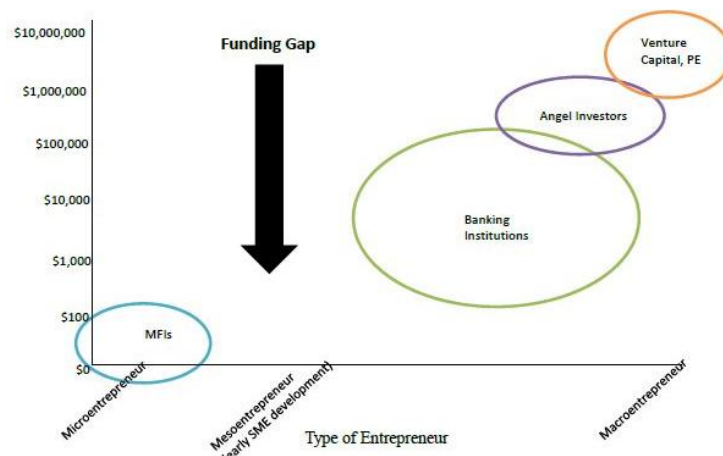 $10,000,000
Funding Gap
Venture
Capital, PE
$1,000,000
Angel Investors
$100,000
$10,000
Banking
Institutions
$1,000
$100
MFIs
$0
Microentrepreneur
Mesoentrepreneur
(early SME development)
Macroentrepreneur
Type of Entrepreneur